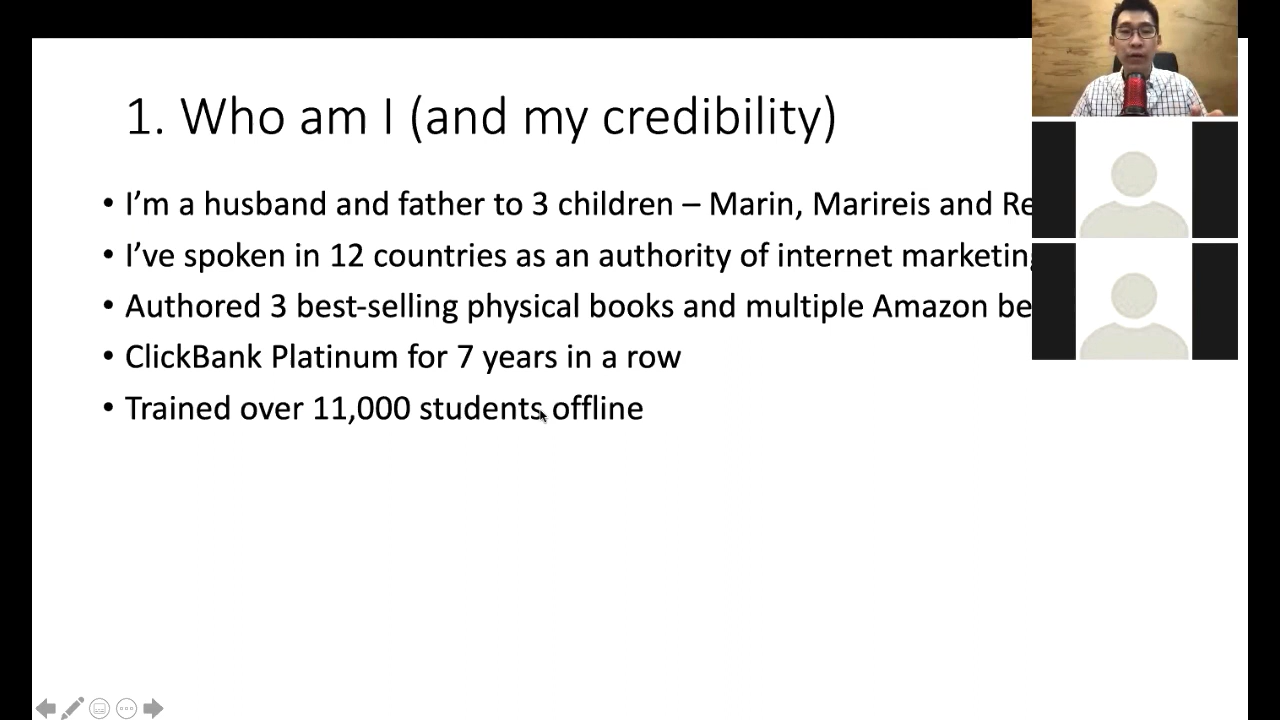 1. Who am I (and my credibility)
• I’m a husband and father to 3 children – Marin, Marireis and
• I’ve spoken in 12 countries as an authority of internet marketing
• Authored 3 best-selling physical books and multiple Amazon
• ClickBank Platinum for 7 years in a row
• Trained over 11,000 students offline